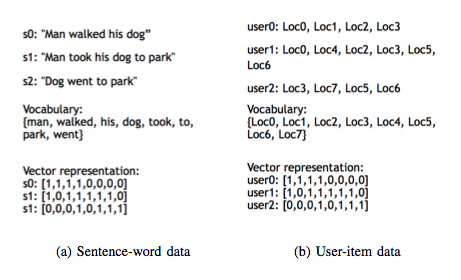 s0: "Man walked his dog”
s1: "Man took his dog to park"
s2: "Dog went to park"
Vocabulary:
{man, walked, his, dog, took, to,
park, went}
Vector representation:
s0: [1,1,1,1,0,0,0,0]
s1: [1,0,1,1,1,1,1,0]
s1: [0,0,0,1,0,1,1,1]
(a) Sentence-word data
user0: Loc0, Loc1, Loc2, Loc3
user1: Loc0, Loc4, Loc2, Loc3, Loc5,
Loc6
user2: Loc3, Loc7, Loc5, Loc6
Vocabulary:
{Loc0, Loc1, Loc2, Loc3, Loc4, Loc5,
Loc6, Loc7}
Vector representation:
user0: [1,1,1,1,0,0,0,0]
user1: [1,0,1,1,1,1,1,0]
user2: [0,0,0,1,0,1,1,1]
(b) User-item data